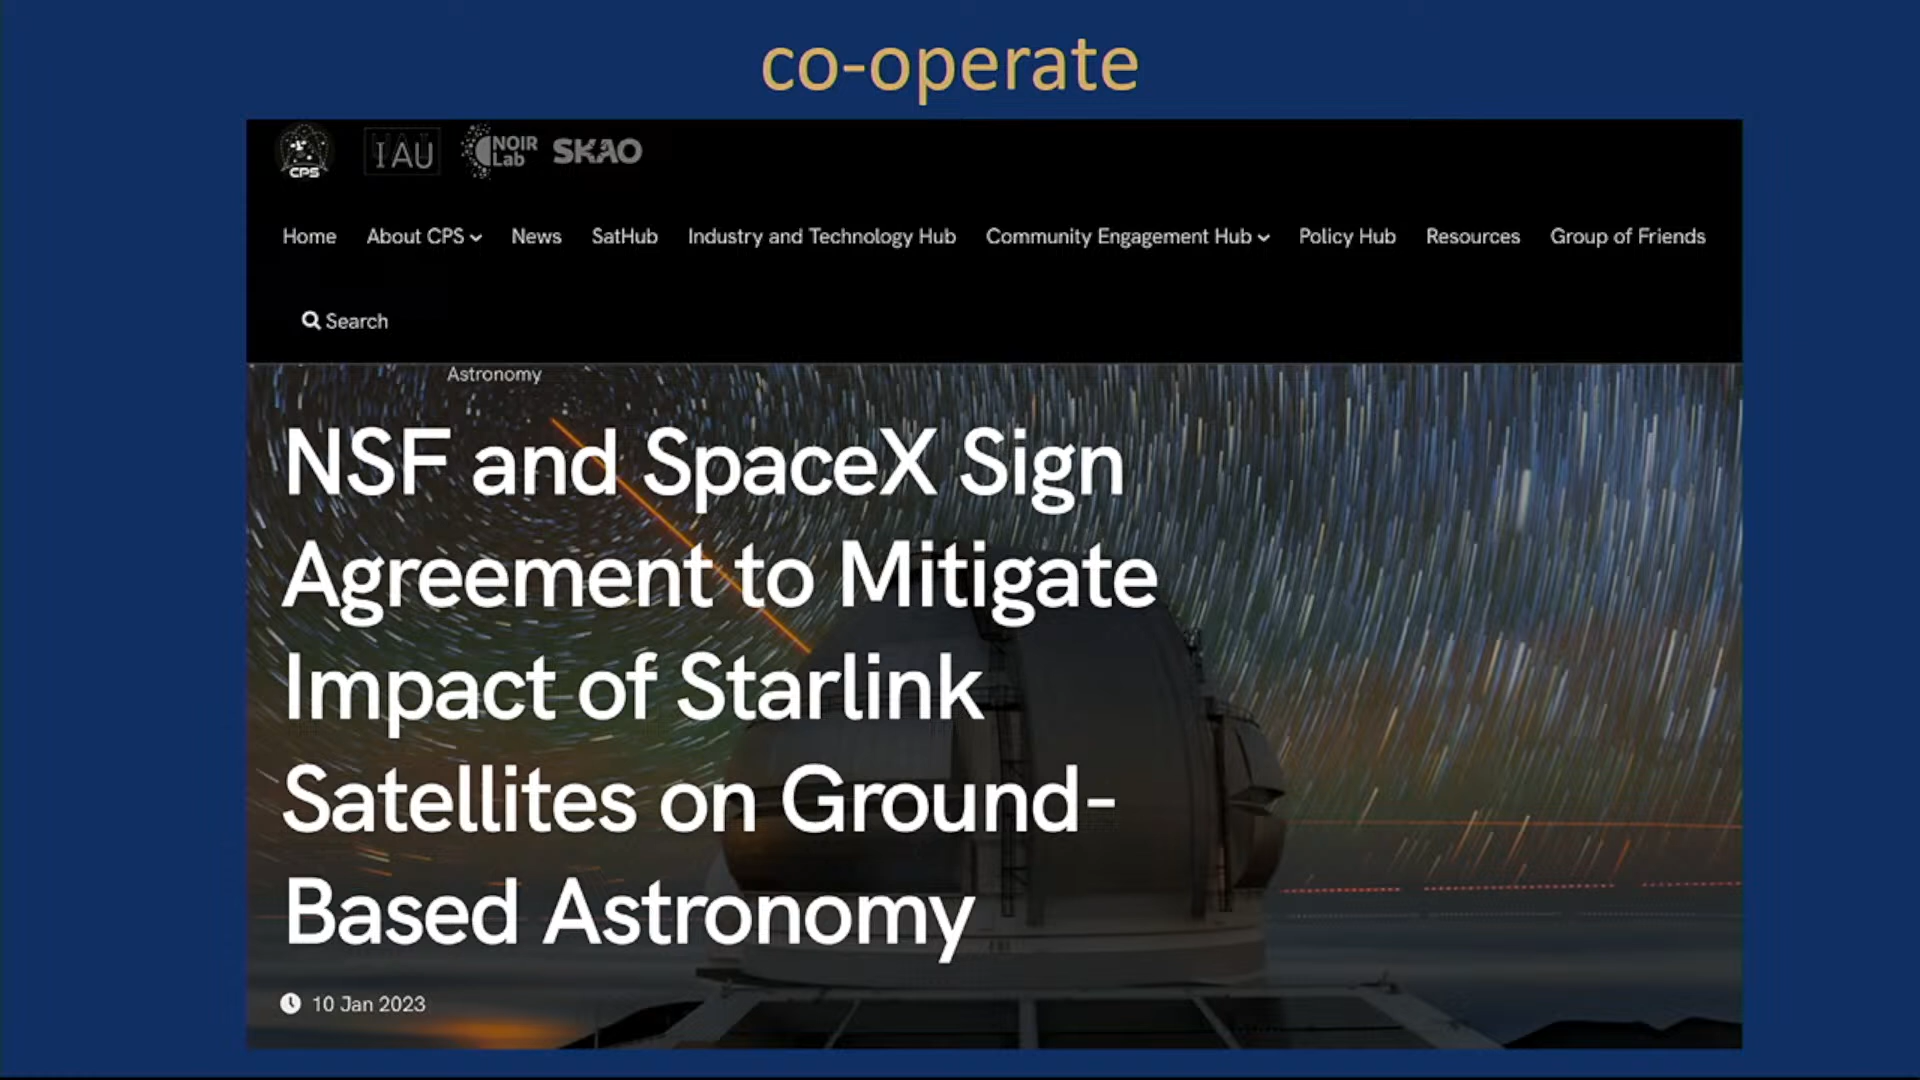 co-operate
CPS IAU NOIR Lab SKAO
Home About CPS News SatHub Industry and Technology Hub Community Engagement Hub Policy Hub Resources Group of Friends
Search
Astronomy
NSF and SpaceX Sign
Agreement to Mitigate
Impact of Starlink
Satellites on Ground-
Based Astronomy
10 Jan 2023